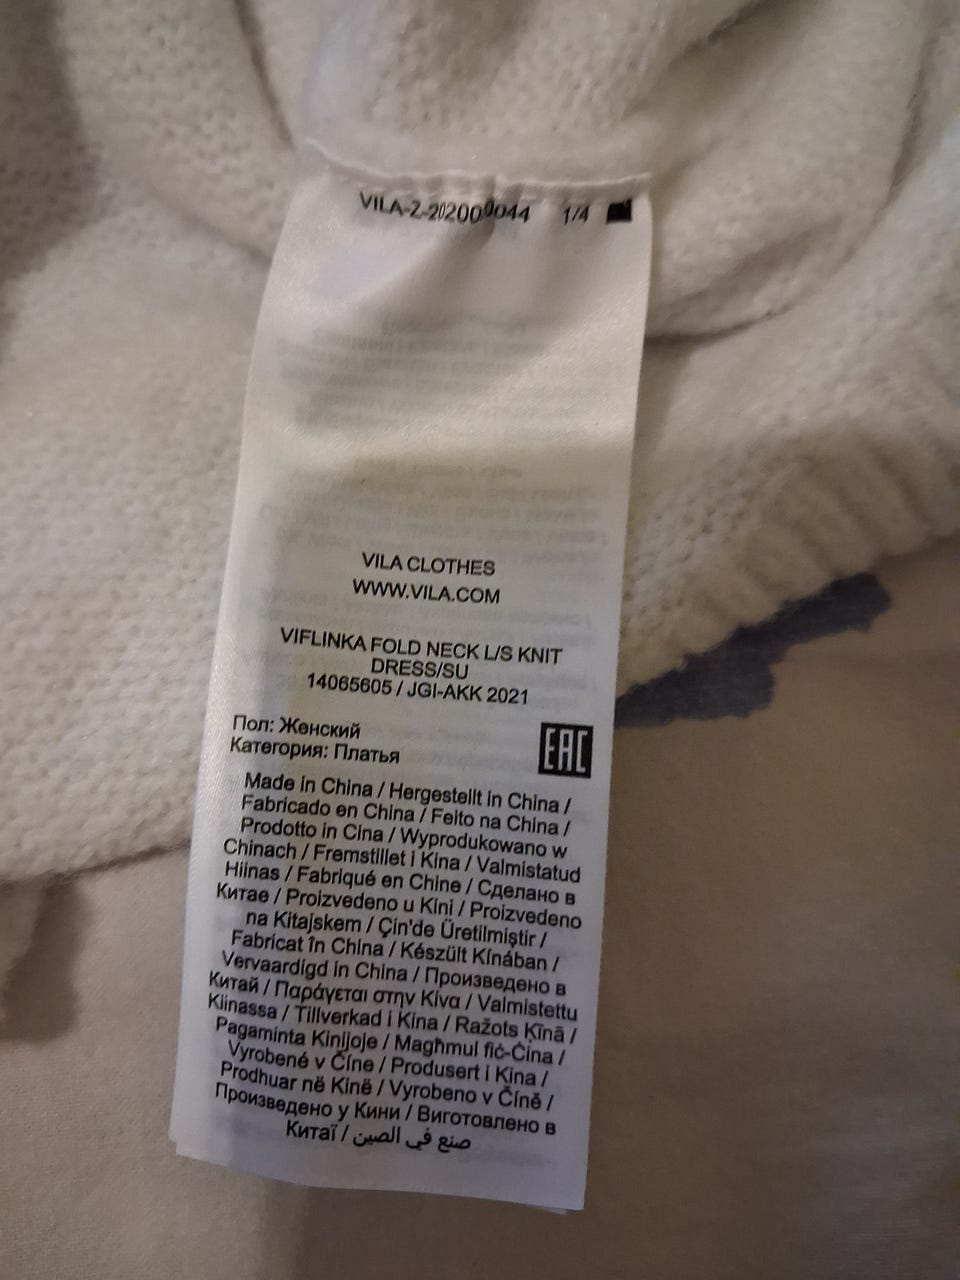 VILA-Z-202000044 1/4
VILA CLOTHES
WWW.VILA.COM
VIFLINKA FOLD NECK L/S KNIT
DRESS/SU
14065605 / JGI-AKK 2021
Пол: Женский
Категория: Платья
EAC
Made in China / Hergestellt in China /
Fabricado en China / Feito na China /
Prodotto in Cina / Wyprodukowano w
Chinach / Fremstillet i Kina / Valmistatud
Hiinas / Fabriqué en Chine / Сделано в
Китае / Proizvedeno u Kini / Proizvedeno
na Kitajskem / Çin'de Üretilmiştir /
Fabricat în China / Készült Kínában /
Vervaardigd in China / Произведено в
Китай / Παράγεται στην Κίνα / Valmistettu
Kiinassa / Tillverkad i Kina / Ražots Ķīnā /
Pagaminta Kinijoje / Magħmul fiċ-Ċina /
Vyrobené v Číne / Produsert i Kina /
Prodhuar në Kinë / Vyrobeno v Číně /
Произведено у Кини / Виготовлено в
Китаї / صنع في الصين